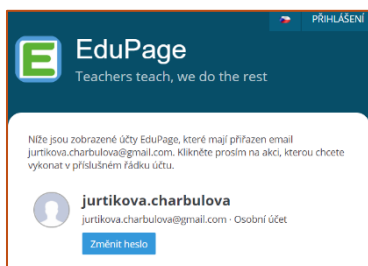 PŘIHLÁŠENÍ
EduPage
Teachers teach, we do the rest
Níže jsou zobrazené účty EduPage, které mají přiřazen email
jurtikova.charbulova@gmail.com. Klikněte prosím na akci, kterou chcete
vykonat v příslušném řádku účtu.
jurtikova.charbulova
jurtikova.charbulova@gmail.com · Osobní účet
Změnit heslo